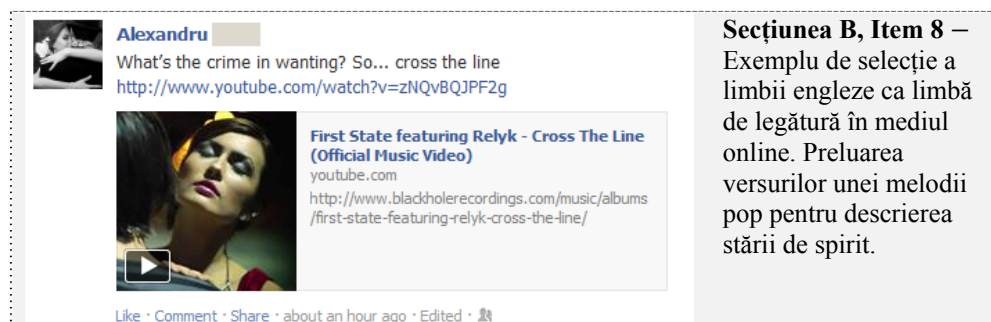 Alexandru
What's the crime in wanting? So... cross the line
http://www.youtube.com/watch?v=zNQvBQJPF2g
First State featuring Relyk - Cross The Line
(Official Music Video)
youtube.com
http://www.blackholerecordings.com/music/albums
/first-state-featuring-relyk-cross-the-line/
Like · Comment · Share · about an hour ago · Edited ·
Secțiunea B, Item 8 –
Exemplu de selecție a
limbii engleze ca limbă
de legătură în mediul
online. Preluarea
versurilor unei melodii
pop pentru descrierea
stării de spirit.